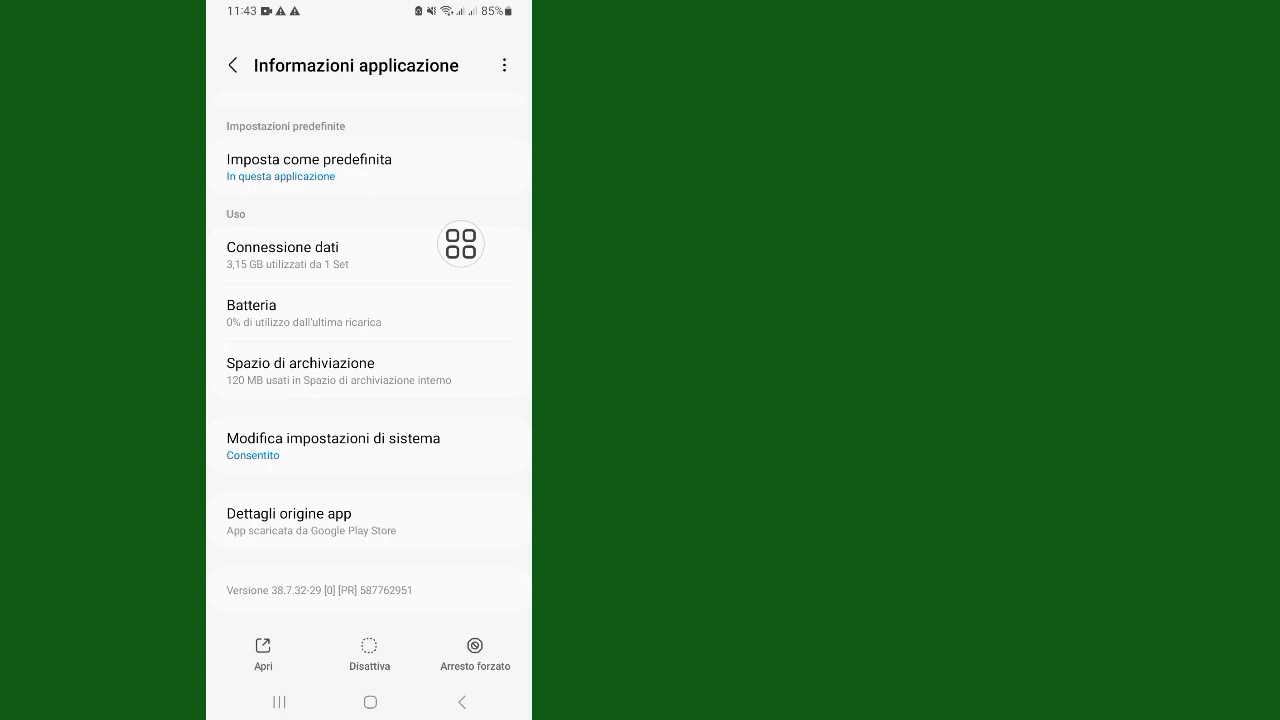 11:43 85%
Informazioni applicazione
Impostazioni predefinite
Imposta come predefinita
In questa applicazione
Uso
Connessione dati
3,15 GB utilizzati da 1 Set
Batteria
0% di utilizzo dall'ultima ricarica
Spazio di archiviazione
120 MB usati in Spazio di archiviazione interno
Modifica impostazioni di sistema
Consentito
Dettagli origine app
App scaricata da Google Play Store
Versione 38.7.32-29 [0] [PR] 587762951
Apri Disattiva Arresto forzato